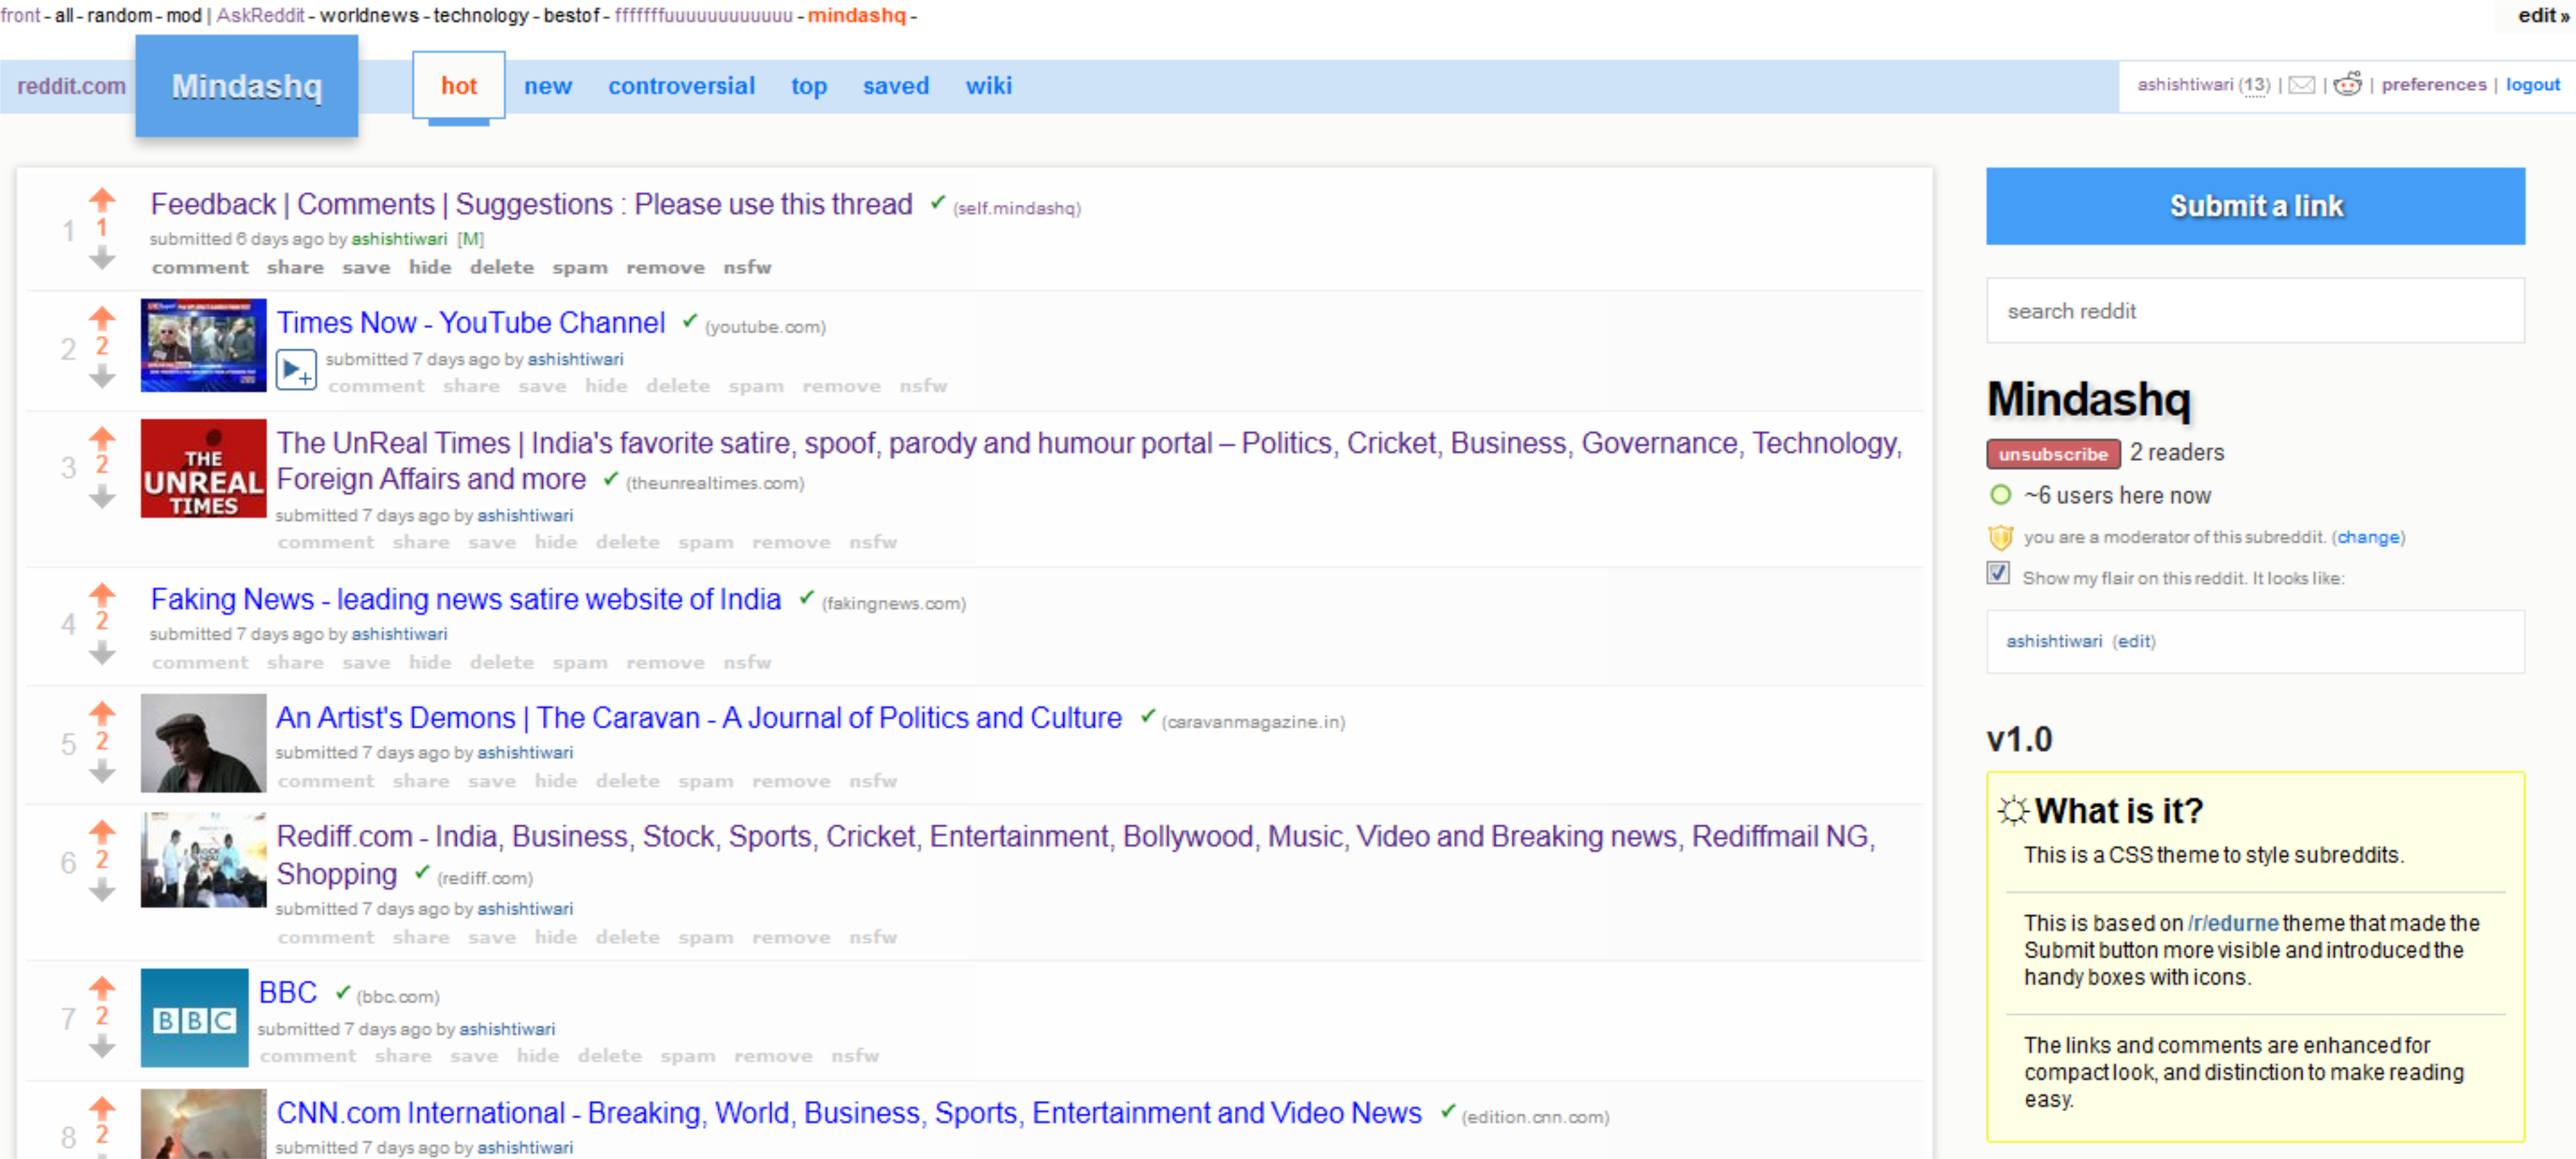 front - all - random - mod | AskReddit - worldnews - technology - bestof - fffffffuuuuuuuuuuuu - mindashq -
edit »
reddit.com
Mindashq
hot new controversial top saved wiki
ashishtiwari (13) | | | preferences | logout
1
1
Feedback | Comments | Suggestions : Please use this thread ✔ (self.mindashq)
submitted 6 days ago by ashishtiwari [M]
comment share save hide delete spam remove nsfw
2
2
Times Now - YouTube Channel ✔ (youtube.com)
submitted 7 days ago by ashishtiwari
comment share save hide delete spam remove nsfw
3
2
THE
UNREAL
TIMES
The UnReal Times | India's favorite satire, spoof, parody and humour portal – Politics, Cricket, Business, Governance, Technology,
Foreign Affairs and more ✔ (theunrealtimes.com)
submitted 7 days ago by ashishtiwari
comment share save hide delete spam remove nsfw
4
2
Faking News - leading news satire website of India ✔ (fakingnews.com)
submitted 7 days ago by ashishtiwari
comment share save hide delete spam remove nsfw
5
2
An Artist's Demons | The Caravan - A Journal of Politics and Culture ✔ (caravanmagazine.in)
submitted 7 days ago by ashishtiwari
comment share save hide delete spam remove nsfw
6
2
Rediff.com - India, Business, Stock, Sports, Cricket, Entertainment, Bollywood, Music, Video and Breaking news, Rediffmail NG,
Shopping ✔ (rediff.com)
submitted 7 days ago by ashishtiwari
comment share save hide delete spam remove nsfw
7
2
BBC
BBC ✔ (bbc.com)
submitted 7 days ago by ashishtiwari
comment share save hide delete spam remove nsfw
8
2
CNN.com International - Breaking, World, Business, Sports, Entertainment and Video News ✔ (edition.cnn.com)
submitted 7 days ago by ashishtiwari
Submit a link
search reddit
Mindashq
unsubscribe 2 readers
~6 users here now
you are a moderator of this subreddit. (change)
Show my flair on this reddit. It looks like:
ashishtiwari (edit)
v1.0
What is it?
This is a CSS theme to style subreddits.
This is based on /r/edurne theme that made the
Submit button more visible and introduced the
handy boxes with icons.
The links and comments are enhanced for
compact look, and distinction to make reading
easy.